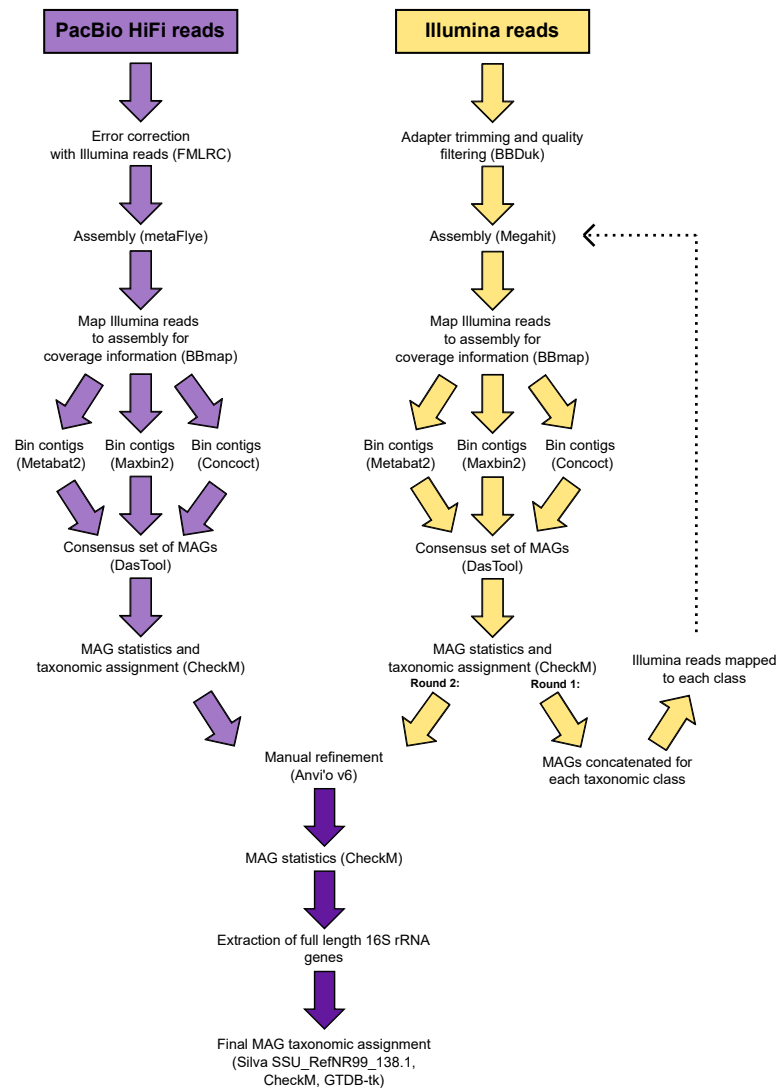 PacBio HiFi reads
Error correction
with Illumina reads (FMLRC)
Assembly (metaFlye)
Map Illumina reads
to assembly for
coverage information (BBmap)
Bin contigs
(Metabat2)
Bin contigs
(Maxbin2)
Bin contigs
(Concoct)
Consensus set of MAGs
(DasTool)
MAG statistics and
taxonomic assignment (CheckM)
Illumina reads
Adapter trimming and quality
filtering (BBDuk)
Assembly (Megahit)
Map Illumina reads
to assembly for
coverage information (BBmap)
Bin contigs
(Metabat2)
Bin contigs
(Maxbin2)
Bin contigs
(Concoct)
Consensus set of MAGs
(DasTool)
MAG statistics and
taxonomic assignment (CheckM)
Round 2:
Round 1:
MAGs concatenated for
each taxonomic class
Illumina reads mapped
to each class
Manual refinement
(Anvi'o v6)
MAG statistics (CheckM)
Extraction of full length 16S rRNA
genes
Final MAG taxonomic assignment
(Silva SSU_RefNR99_138.1,
CheckM, GTDB-tk)